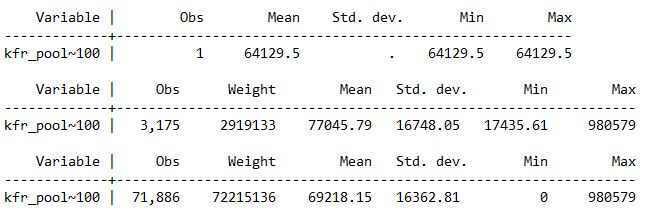 Variable | Obs Mean Std. dev. Min Max
-------------+---------------------------------------------------------
kfr_pool~100 | 1 64129.5 . 64129.5 64129.5
Variable | Obs Weight Mean Std. dev. Min Max
-------------+-----------------------------------------------------------------
kfr_pool~100 | 3,175 2919133 77045.79 16748.05 17435.61 980579
Variable | Obs Weight Mean Std. dev. Min Max
-------------+-----------------------------------------------------------------
kfr_pool~100 | 71,886 72215136 69218.15 16362.81 0 980579